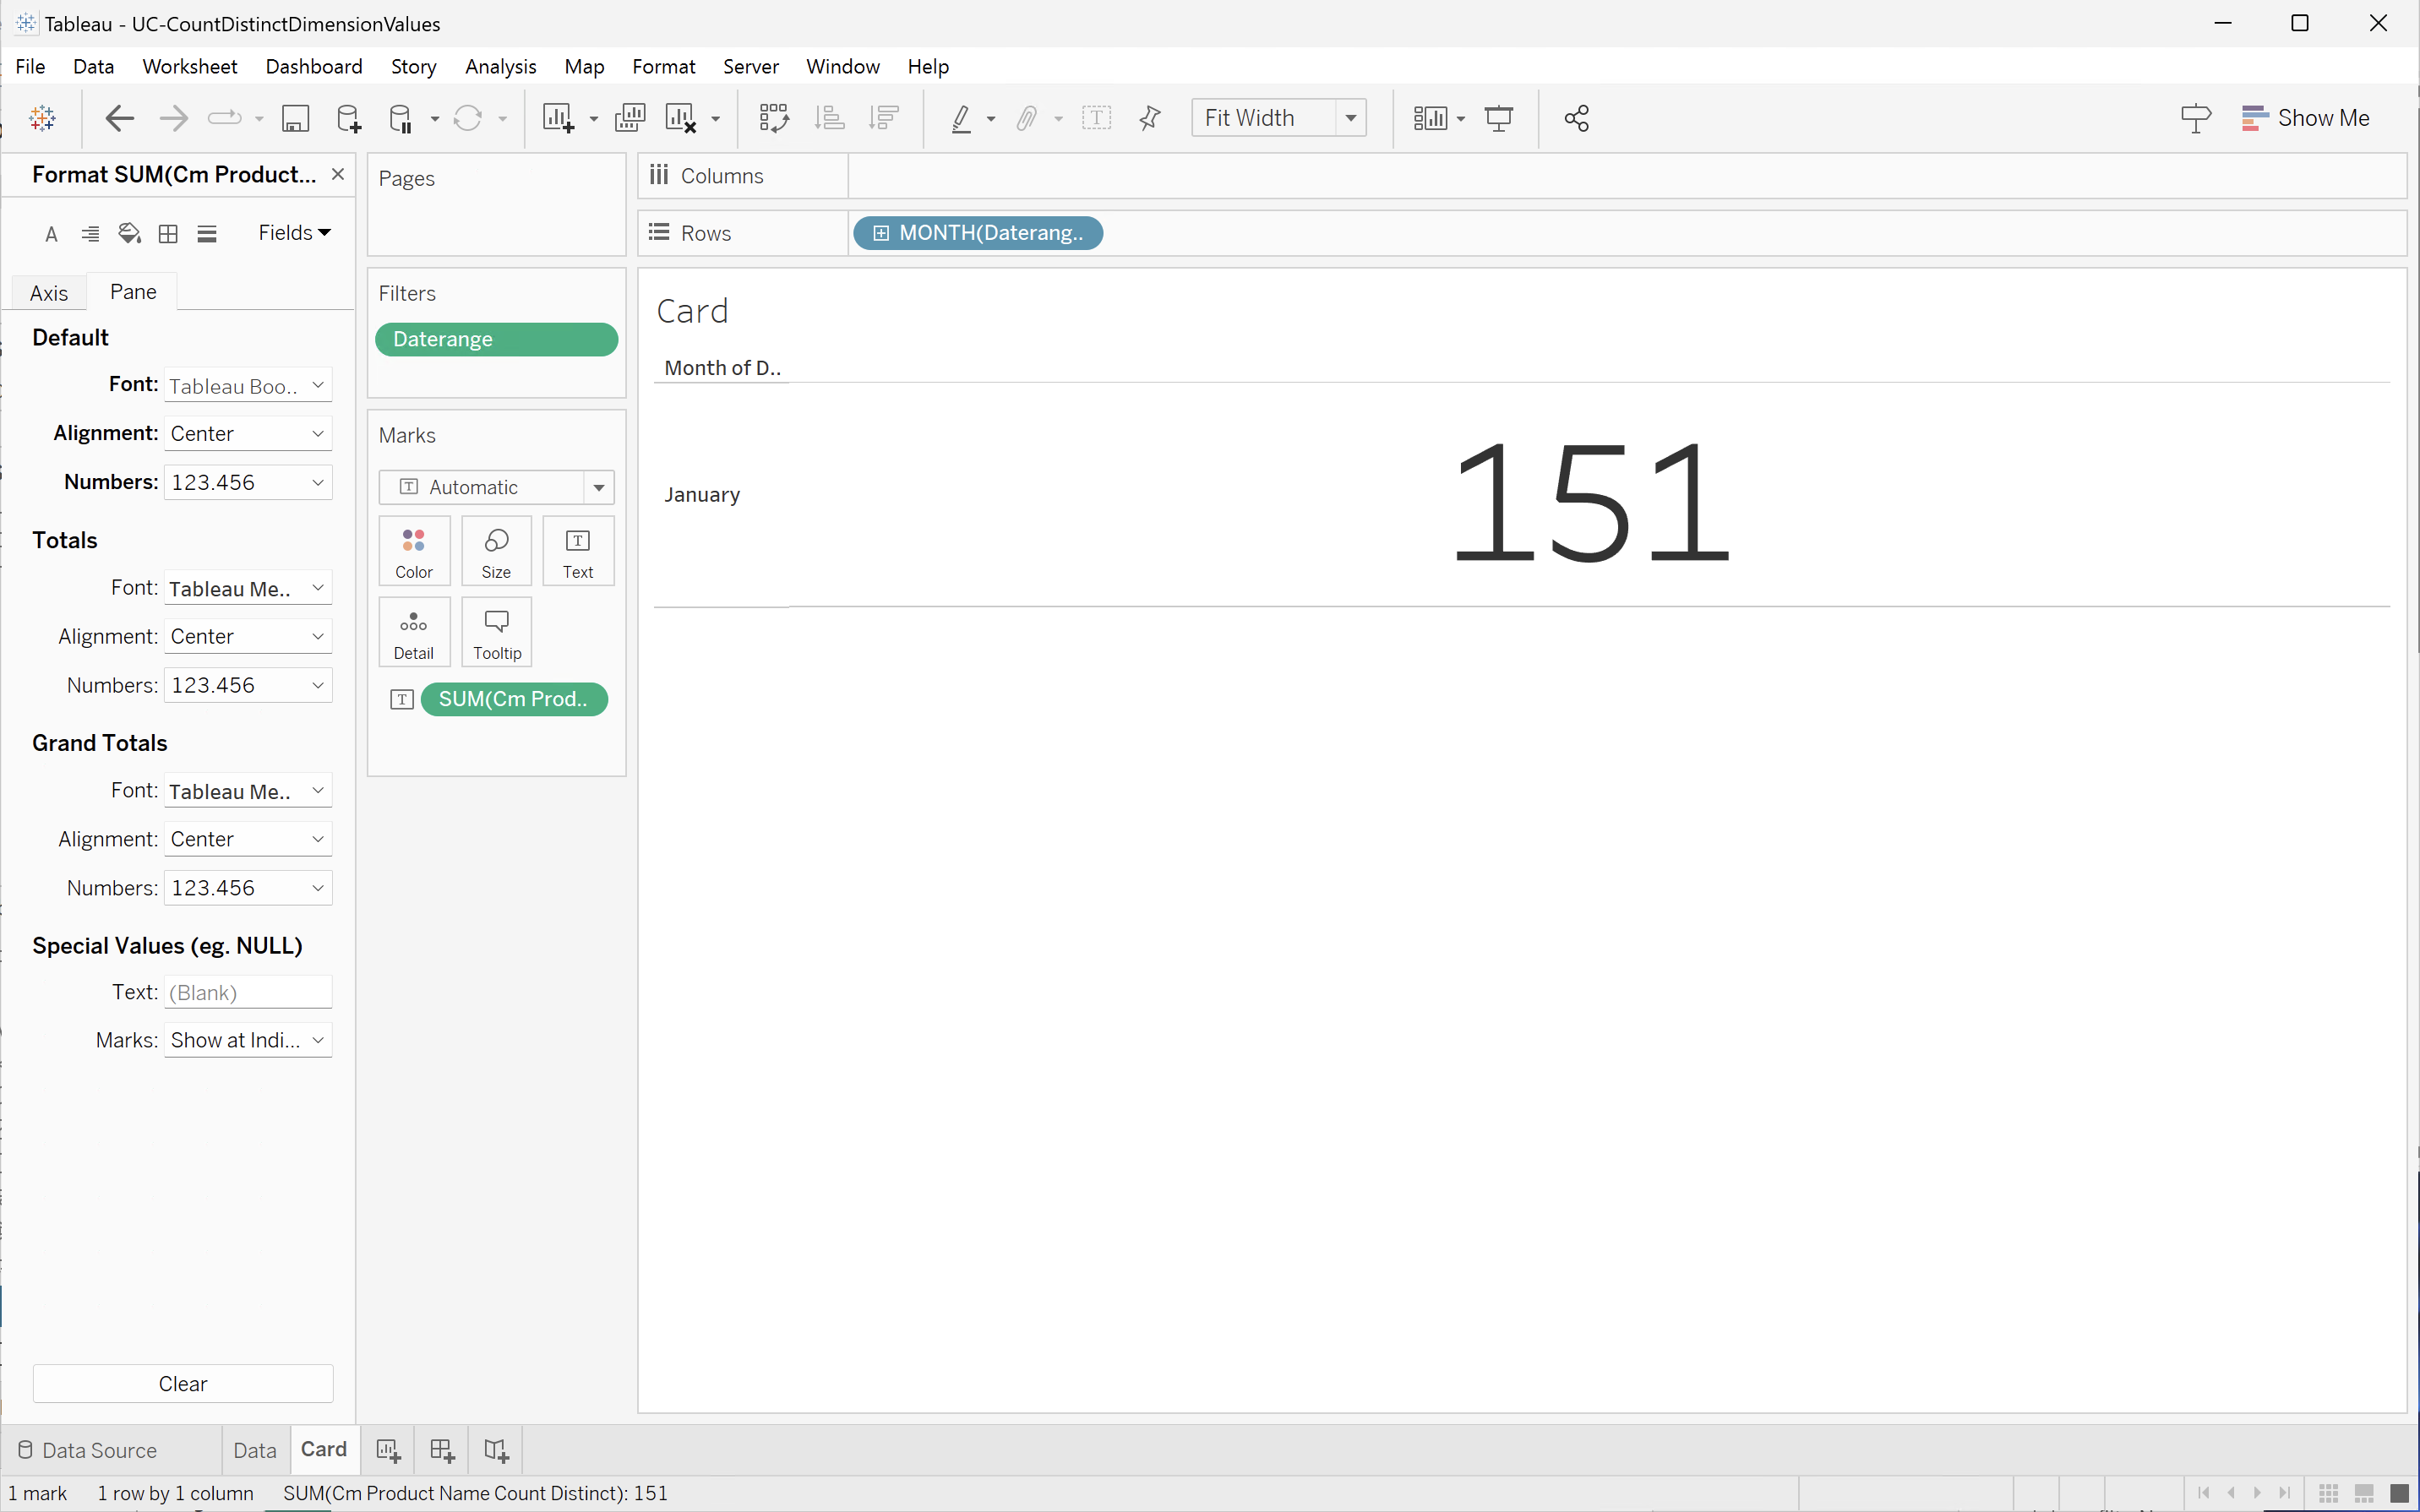 Tableau - UC-CountDistinctDimensionValues
File Data Worksheet Dashboard Story Analysis Map Format Server Window Help
Fit Width
Show Me
Format SUM(Cm Product...
A Fields
Axis Pane
Default
Font: Tableau Boo..
Alignment: Center
Numbers: 123.456
Totals
Font: Tableau Me..
Alignment: Center
Numbers: 123.456
Grand Totals
Font: Tableau Me..
Alignment: Center
Numbers: 123.456
Special Values (eg. NULL)
Text: (Blank)
Marks: Show at Indi...
Clear
Pages
Filters
Daterange
Marks
T Automatic
Color Size Text
Detail Tooltip
T SUM(Cm Prod..
Columns
Rows MONTH(Daterang..
Card
Month of D..
January 151
Data Source Data Card
1 mark 1 row by 1 column SUM(Cm Product Name Count Distinct): 151